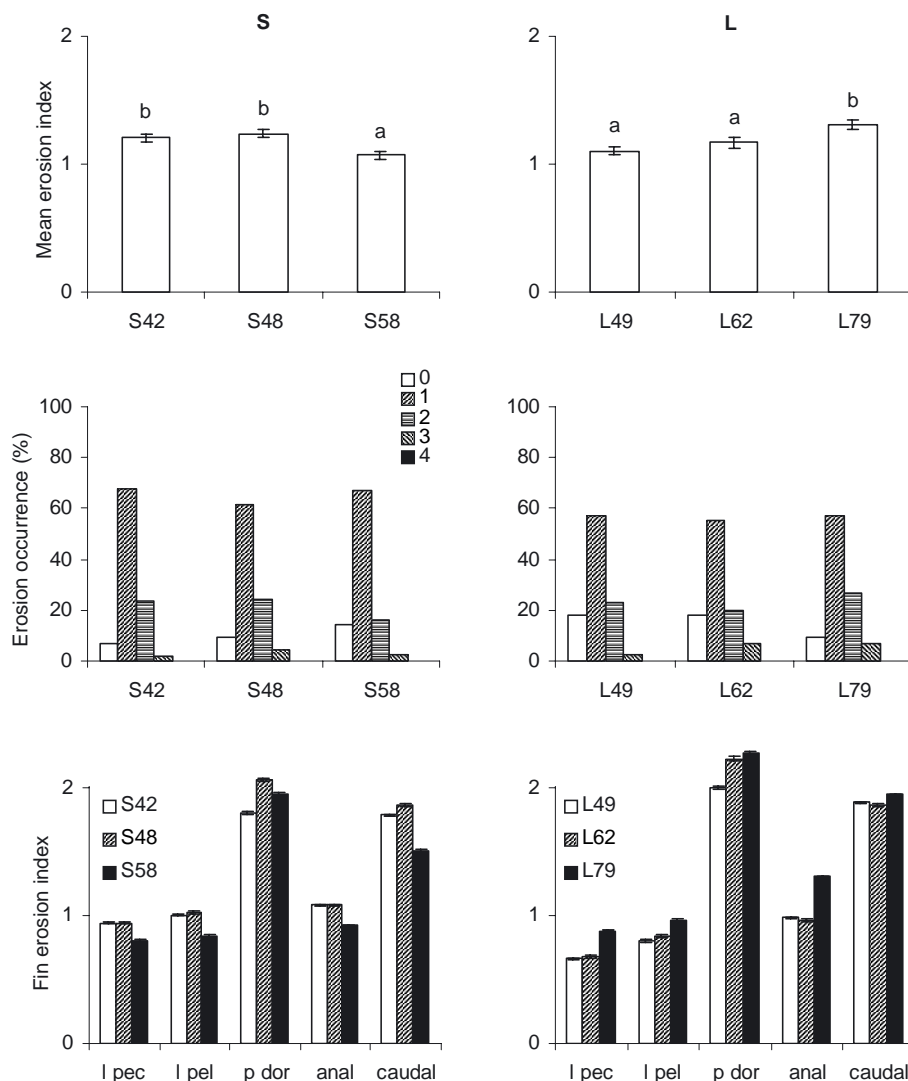 S
L
Mean erosion index
2
1
0
b
b
a
S42
S48
S58
2
1
0
a
a
b
L49
L62
L79
Erosion occurrence (%)
100
80
60
40
20
0
0
1
2
3
4
S42
S48
S58
100
80
60
40
20
0
L49
L62
L79
Fin erosion index
2
1
0
S42
S48
S58
l pec
l pel
p dor
anal
caudal
2
1
0
L49
L62
L79
l pec
l pel
p dor
anal
caudal